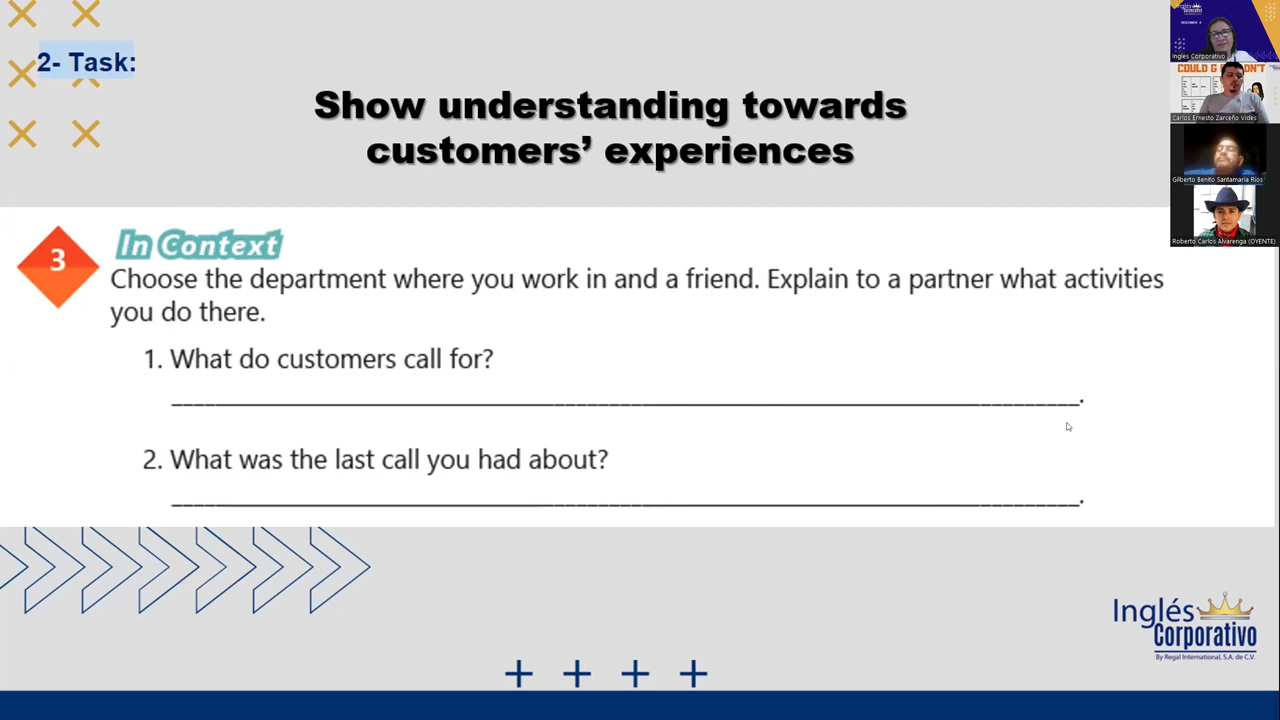 2- Task:
Show understanding towards
customers' experiences
3
In Context
Choose the department where you work in and a friend. Explain to a partner what activities
you do there.
1. What do customers call for?
2. What was the last call you had about?
Inglés
Corporativo
By Regal International, S.A. de C.V.
Ingles Corporativo
Carlos Ernesto Zarceño Vides
Gilberto Benito Santamaria Rios
Roberto Carlos Alvarenga (OYENTE)